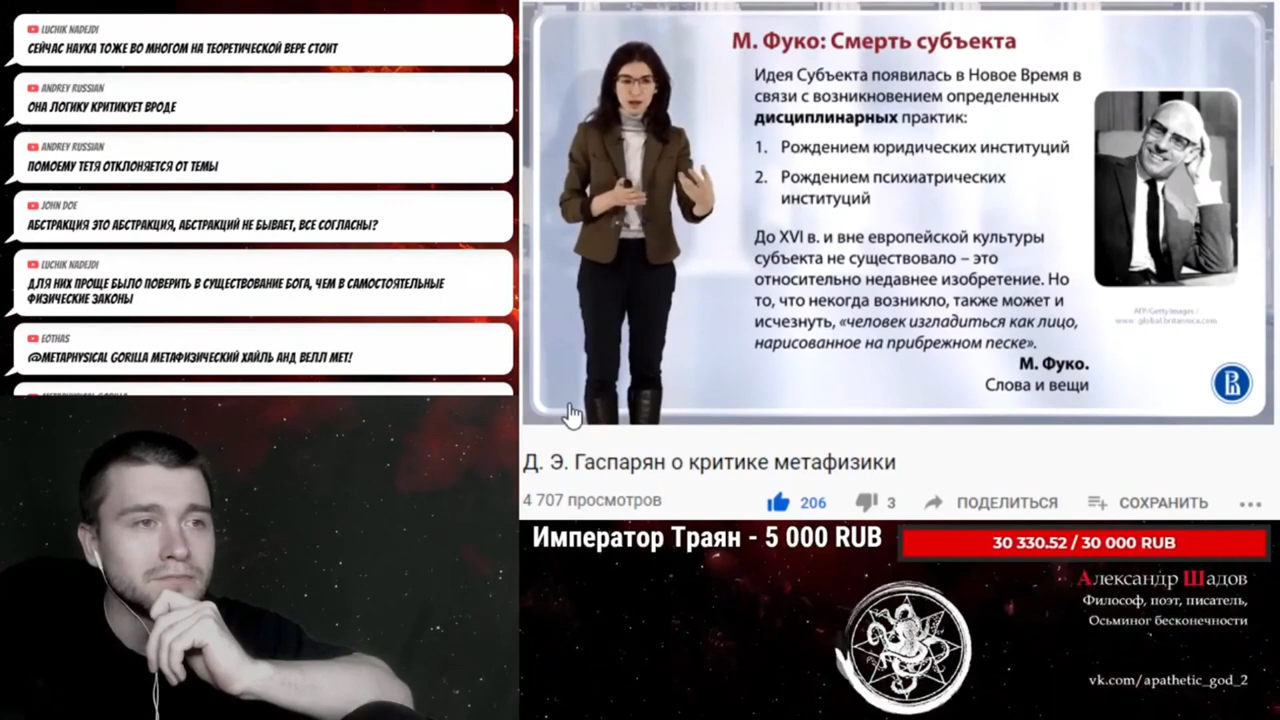 LUCHIK NADEJDI
СЕЙЧАС НАУКА ТОЖЕ ВО МНОГОМ НА ТЕОРЕТИЧЕСКОЙ ВЕРЕ СТОИТ
ANDREY RUSSIAN
ОНА ЛОГИКУ КРИТИКУЕТ ВРОДЕ
ANDREY RUSSIAN
ПОМОЕМУ ТЕТЯ ОТКЛОНЯЕТСЯ ОТ ТЕМЫ
JOHN DOE
АБСТРАКЦИЯ ЭТО АБСТРАКЦИЯ, АБСТРАКЦИЙ НЕ БЫВАЕТ, ВСЕ СОГЛАСНЫ?
LUCHIK NADEJDI
ДЛЯ НИХ ПРОЩЕ БЫЛО ПОВЕРИТЬ В СУЩЕСТВОВАНИЕ БОГА, ЧЕМ В САМОСТОЯТЕЛЬНЫЕ
ФИЗИЧЕСКИЕ ЗАКОНЫ
EOTHAS
@METAPHYSICAL GORILLA МЕТАФИЗИЧЕСКИЙ ХАЙЛЬ АНД ВЕЛЛ МЕТ!
М. Фуко: Смерть субъекта
Идея Субъекта появилась в Новое Время в
связи с возникновением определенных
дисциплинарных практик:
1. Рождением юридических институций
2. Рождением психиатрических
институций
До XVI в. и вне европейской культуры
субъекта не существовало – это
относительно недавнее изобретение. Но
то, что некогда возникло, также может и
исчезнуть, «человек изгладиться как лицо,
нарисованное на прибрежном песке».
М. Фуко.
Слова и вещи
AFP/Getty Images /
www. global.britannica.com
Д. Э. Гаспарян о критике метафизики
4 707 просмотров
206
3
ПОДЕЛИТЬСЯ
СОХРАНИТЬ
Император Траян - 5 000 RUB
30 330.52 / 30 000 RUB
Александр Шадов
Философ, поэт, писатель,
Осьминог бесконечности
vk.com/apathetic_god_2